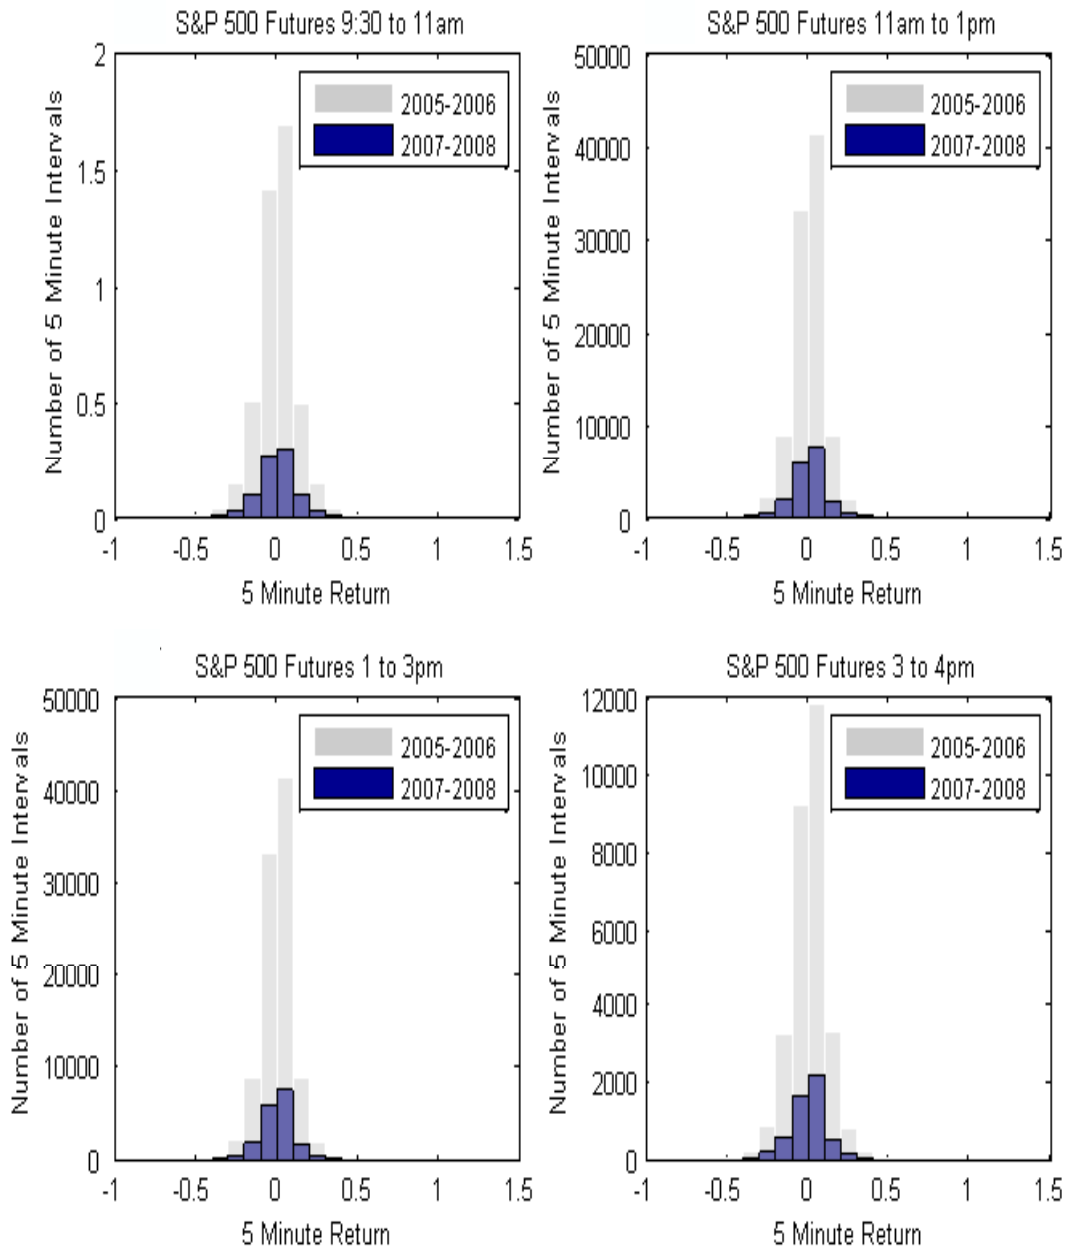 S&P 500 Futures 9:30 to 11am
Number of 5 Minute Intervals
2
1.5
1
0.5
0
-1 -0.5 0 0.5 1 1.5
5 Minute Return
2005-2006
2007-2008
S&P 500 Futures 11am to 1pm
Number of 5 Minute Intervals
50000
40000
30000
20000
10000
0
-1 -0.5 0 0.5 1 1.5
5 Minute Return
2005-2006
2007-2008
S&P 500 Futures 1 to 3pm
Number of 5 Minute Intervals
50000
40000
30000
20000
10000
0
-1 -0.5 0 0.5 1 1.5
5 Minute Return
2005-2006
2007-2008
S&P 500 Futures 3 to 4pm
Number of 5 Minute Intervals
12000
10000
8000
6000
4000
2000
0
-1 -0.5 0 0.5 1 1.5
5 Minute Return
2005-2006
2007-2008